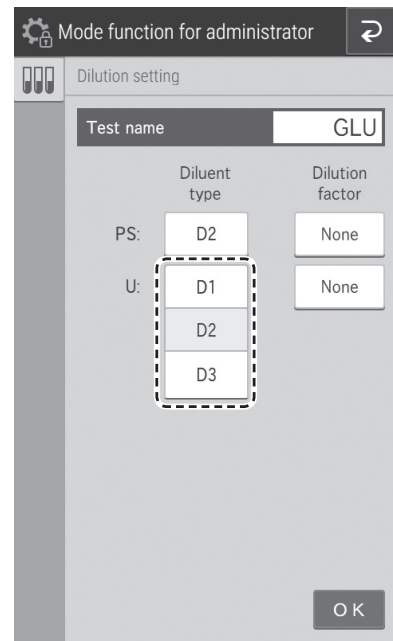 Mode function for administrator
Dilution setting
Test name GLU
Diluent type
Dilution factor
PS: D2 None
U: D1 None
D2
D3
OK